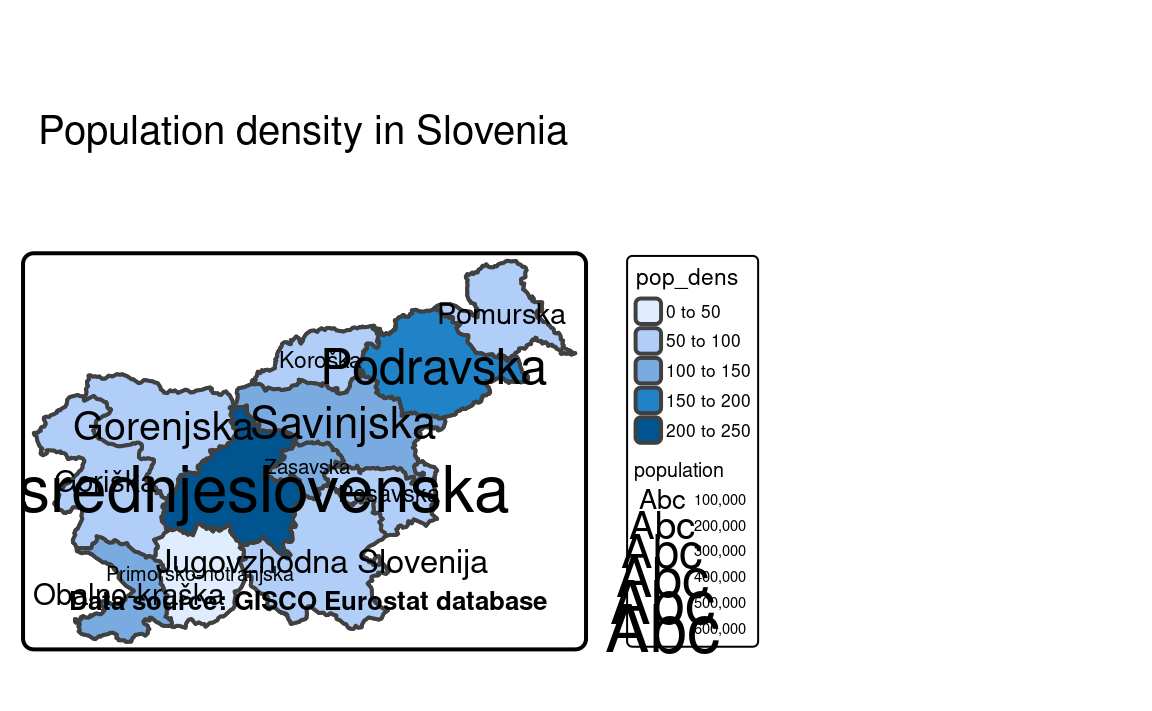 Population density in Slovenia
Pomurska
Koroška
Podravska
Gorenjska
Savinjska
Zasavska
Goriška
srednjeslovenska
Posavska
Jugovzhodna Slovenija
Primorsko-notranjska
Obalno-kraška
Data source: GISCO Eurostat database
pop_dens
0 to 50
50 to 100
100 to 150
150 to 200
200 to 250
population
Abc 100,000
Abc 200,000
Abc 300,000
Abc 400,000
Abc 500,000
Abc 600,000